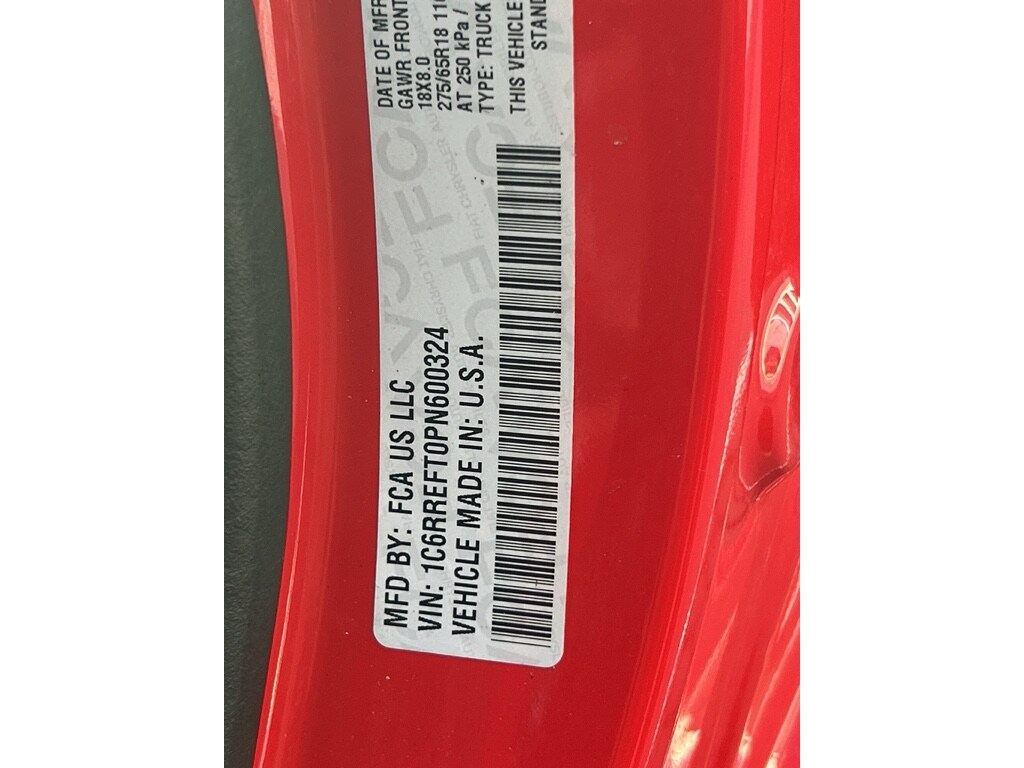 MFD BY: FCA US LLC
VIN: 1C6RREFT0PN600324
VEHICLE MADE IN: U.S.A.
DATE OF MFR
GAWR FRONT
18X8.0
275/65R18
AT 250 kPa /
TYPE: TRUCK
THIS VEHICLE
STAND